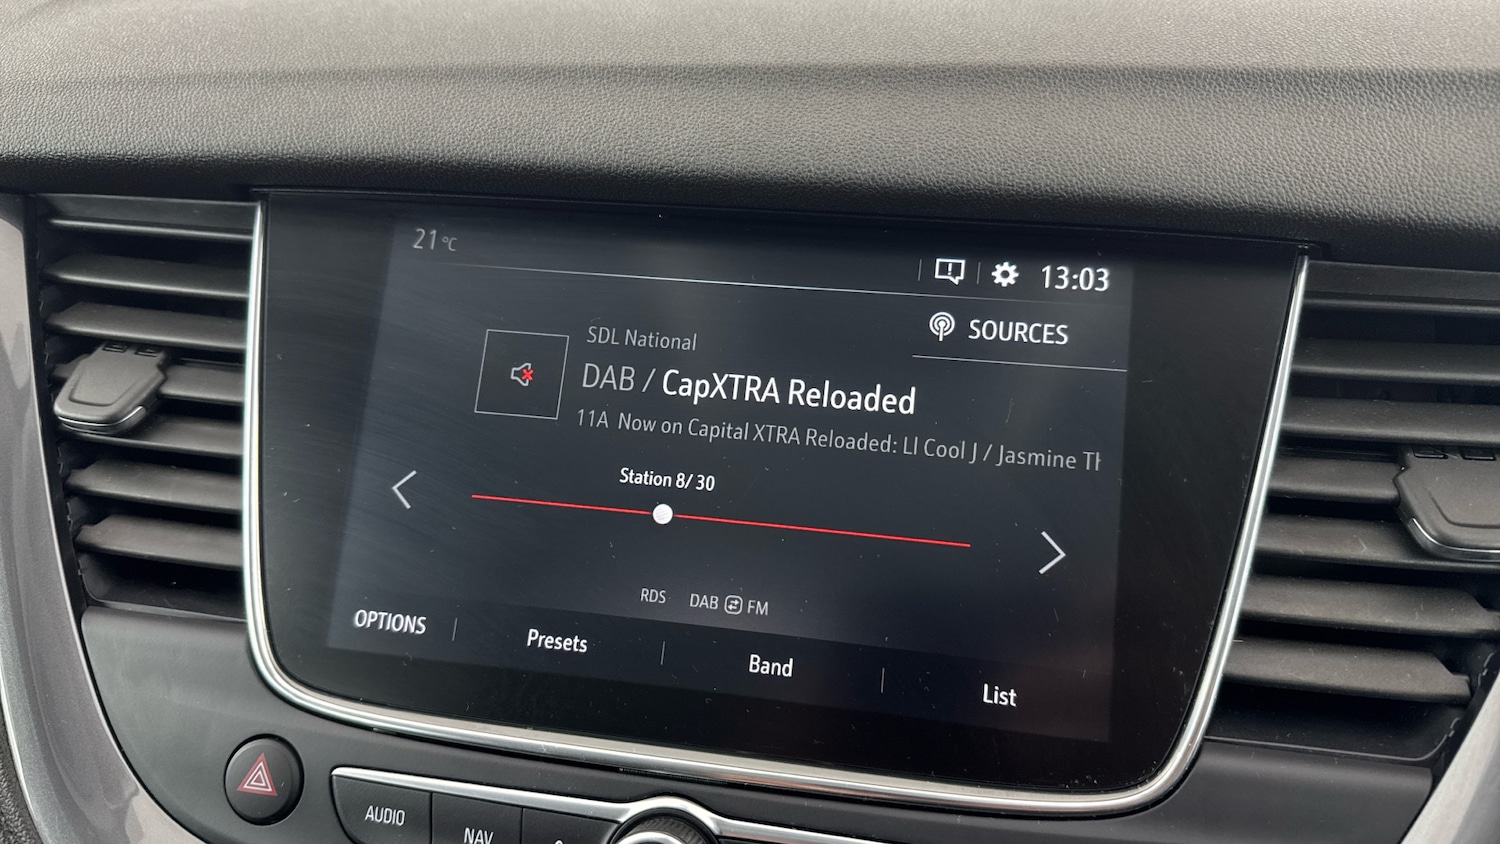 21°C
13:03
SOURCES
SDL National
DAB / CapXTRA Reloaded
11A Now on Capital XTRA Reloaded: Ll Cool J / Jasmine
Station 8/ 30
RDS DAB FM
OPTIONS Presets Band List
AUDIO
NAV